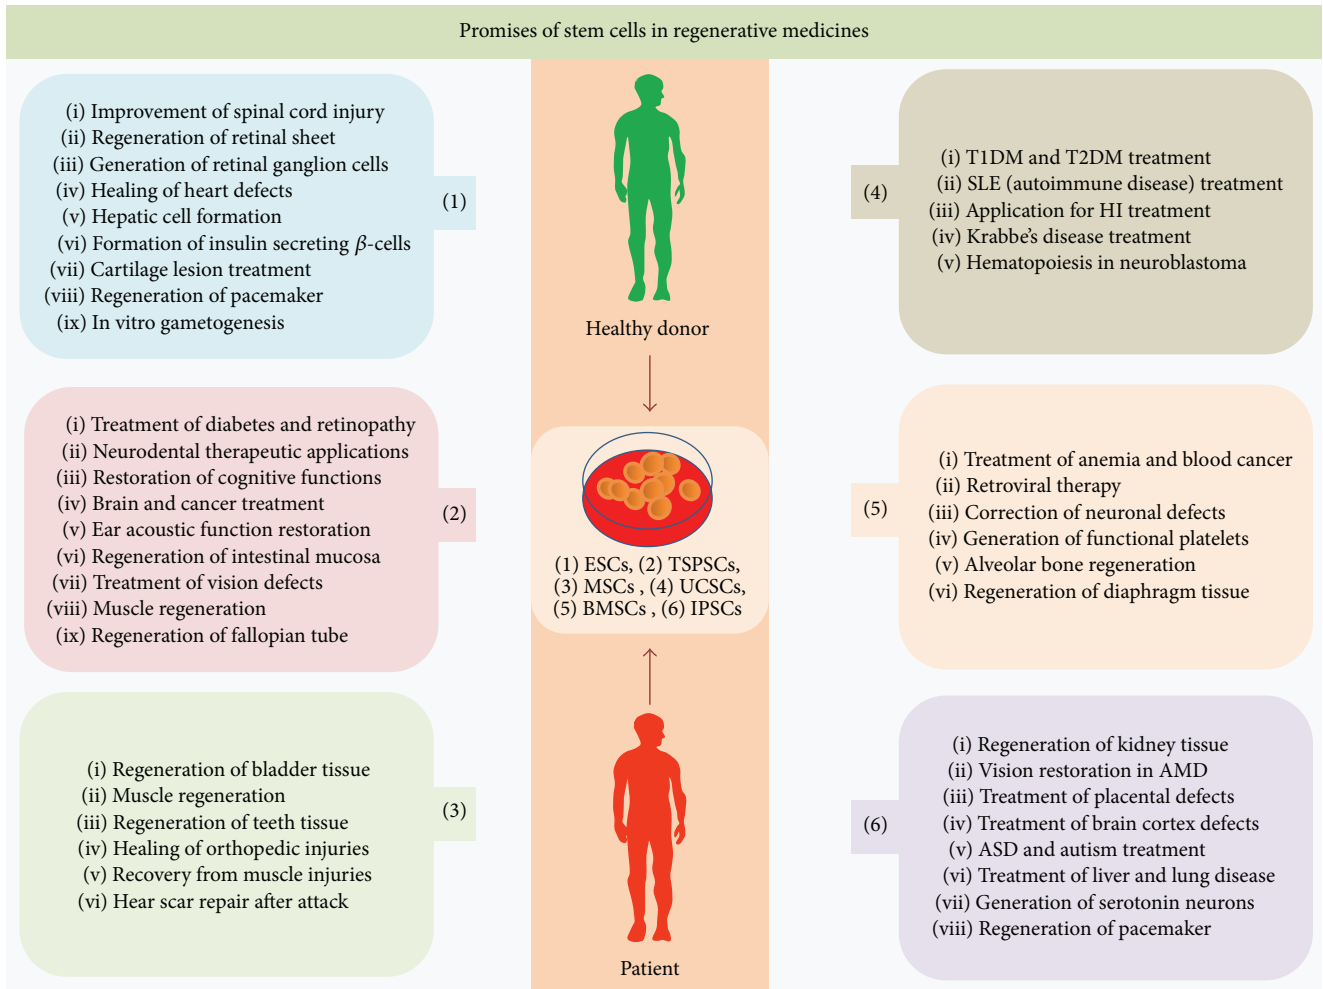 Promises of stem cells in regenerative medicines
(i) Improvement of spinal cord injury
(ii) Regeneration of retinal sheet
(iii) Generation of retinal ganglion cells
(iv) Healing of heart defects
(v) Hepatic cell formation
(vi) Formation of insulin secreting β-cells
(vii) Cartilage lesion treatment
(viii) Regeneration of pacemaker
(ix) In vitro gametogenesis
(1)
(i) Treatment of diabetes and retinopathy
(ii) Neurodental therapeutic applications
(iii) Restoration of cognitive functions
(iv) Brain and cancer treatment
(v) Ear acoustic function restoration
(vi) Regeneration of intestinal mucosa
(vii) Treatment of vision defects
(viii) Muscle regeneration
(ix) Regeneration of fallopian tube
(2)
(i) Regeneration of bladder tissue
(ii) Muscle regeneration
(iii) Regeneration of teeth tissue
(iv) Healing of orthopedic injuries
(v) Recovery from muscle injuries
(vi) Hear scar repair after attack
(3)
Healthy donor
(1) ESCs, (2) TSPSCs,
(3) MSCs , (4) UCSCs,
(5) BMSCs , (6) IPSCs
Patient
(4)
(i) T1DM and T2DM treatment
(ii) SLE (autoimmune disease) treatment
(iii) Application for HI treatment
(iv) Krabbe's disease treatment
(v) Hematopoiesis in neuroblastoma
(5)
(i) Treatment of anmia and blood cancer
(ii) Retroviral therapy
(iii) Correction of neuronal defects
(iv) Generation of functional platelets
(v) Alveolar bone regeneration
(vi) Regeneration of diaphragm tissue
(6)
(i) Regeneration of kidney tissue
(ii) Vision restoration in AMD
(iii) Treatment of placental defects
(iv) Treatment of brain cortex defects
(v) ASD and autism treatment
(vi) Treatment of liver and lung disease
(vii) Generation of serotonin neurons
(viii) Regeneration of pacemaker